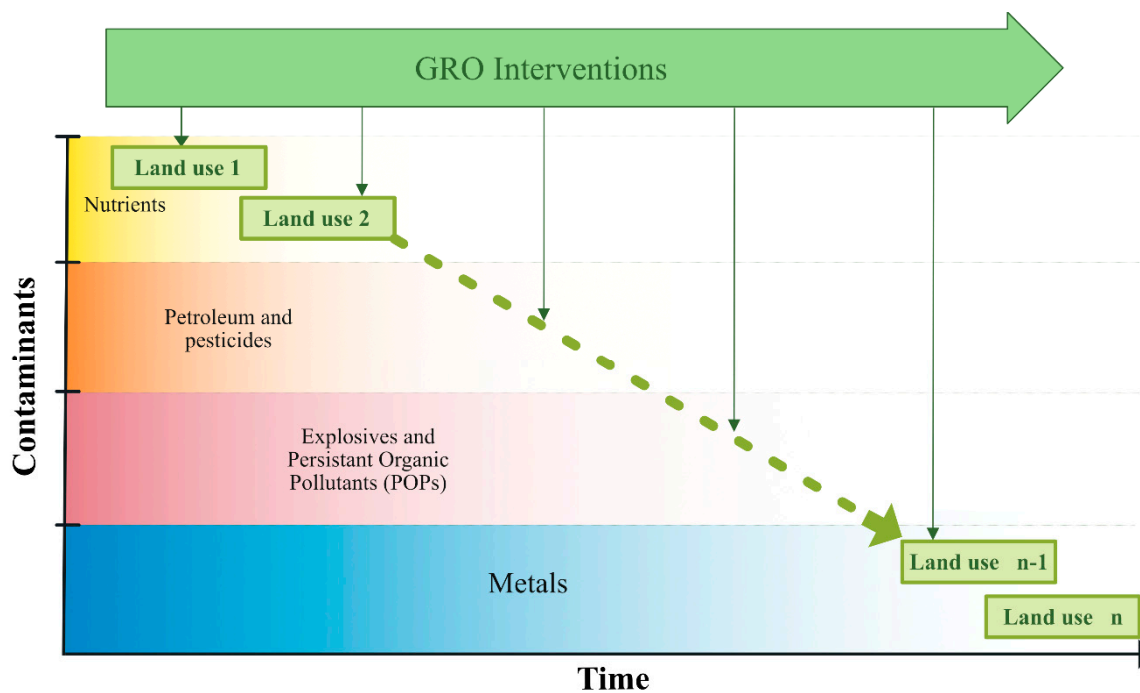 GRO Interventions
Land use 1
Nutrients
Land use 2
Petroleum and
pesticides
Explosives and
Persistant Organic
Pollutants (POPs)
Metals
Land use n-1
Land use n
Contaminants
Time